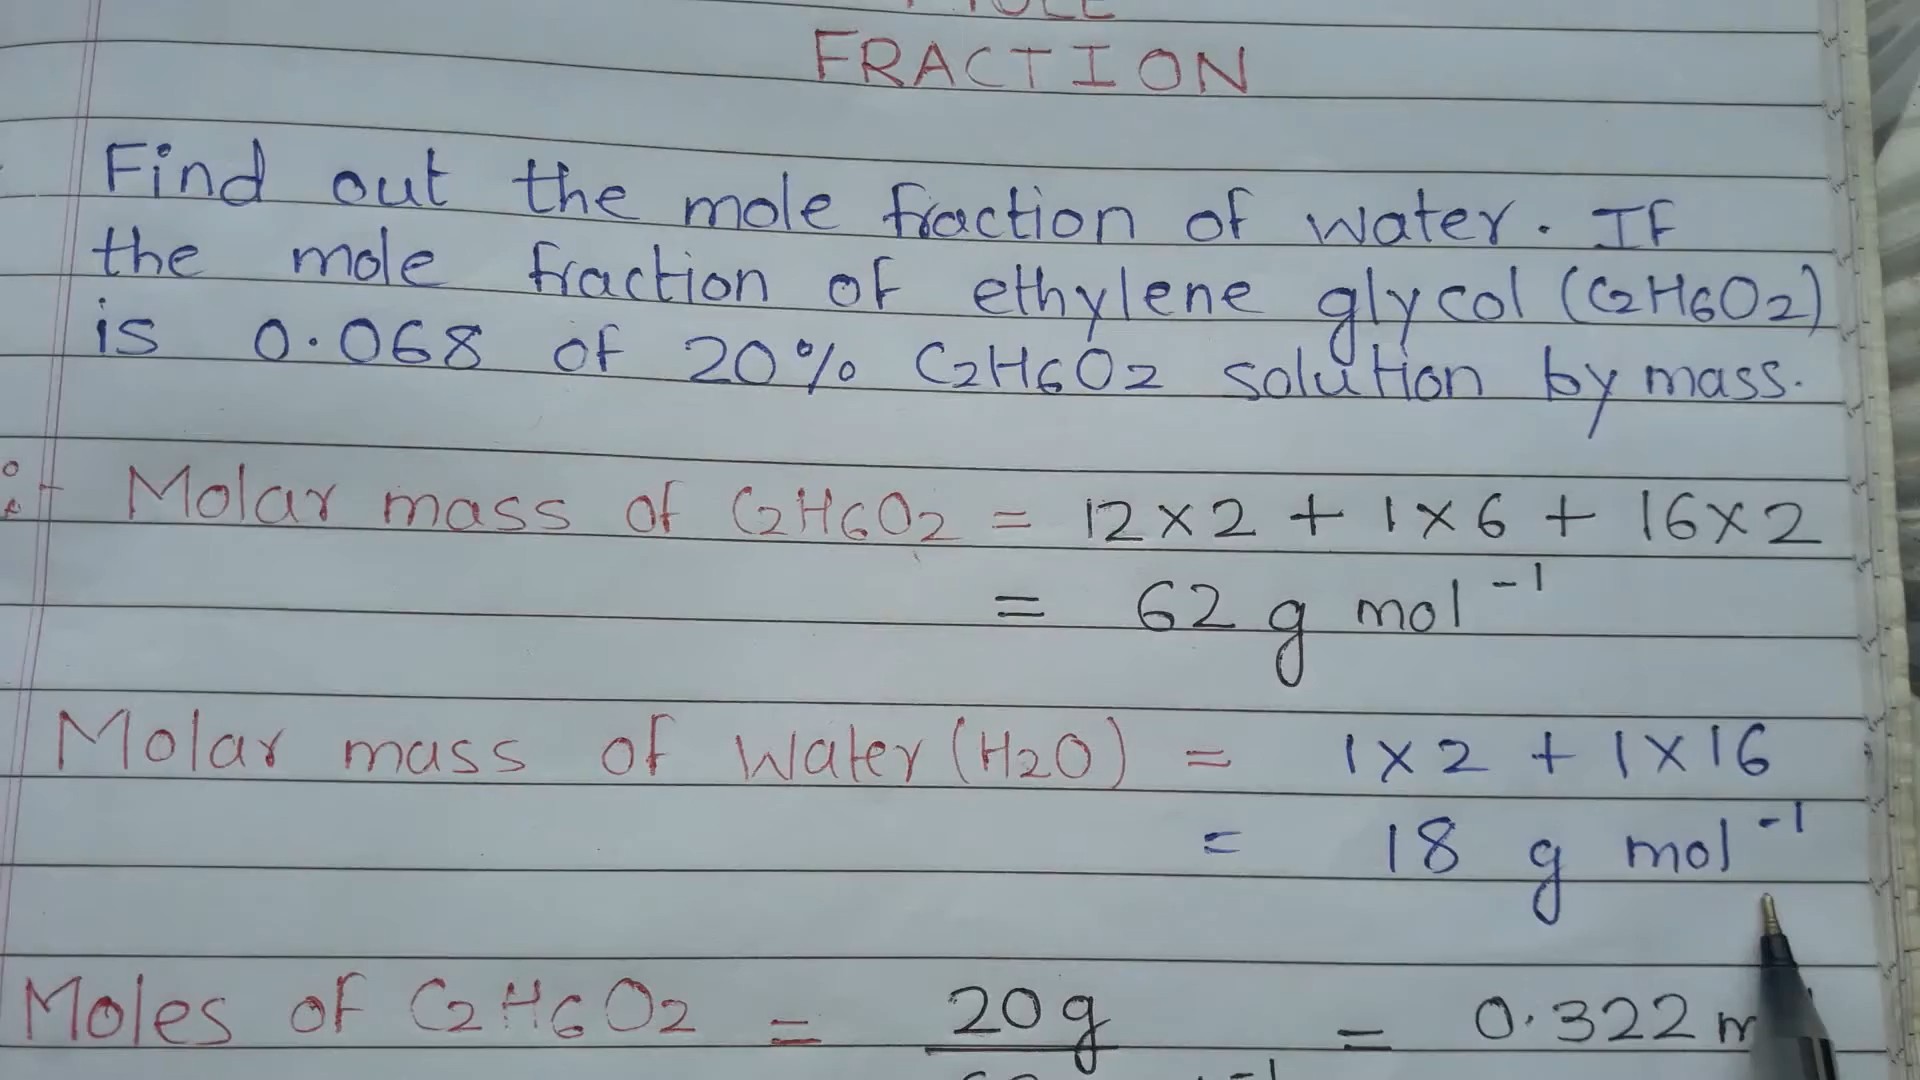 FRACTION
Find out the mole fraction of water. If
the mole fraction of ethylene glycol (C2H6O2)
is 0.068 of 20% C2H6O2 solution by mass.
Molar mass of C2H6O2 = 12×2 + 1×6 + 16×2
= 62 g mol⁻¹
Molar mass of water (H2O) = 1×2 + 1×16
= 18 g mol⁻¹
Moles of C2H6O2 = 20g = 0.322 m